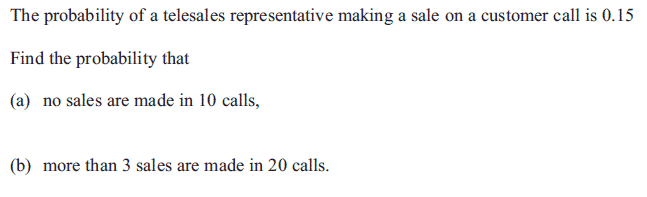 The probability of a telesales representative making a sale on a customer call is 0.15
Find the probability that
(a) no sales are made in 10 calls,
(b) more than 3 sales are made in 20 calls.